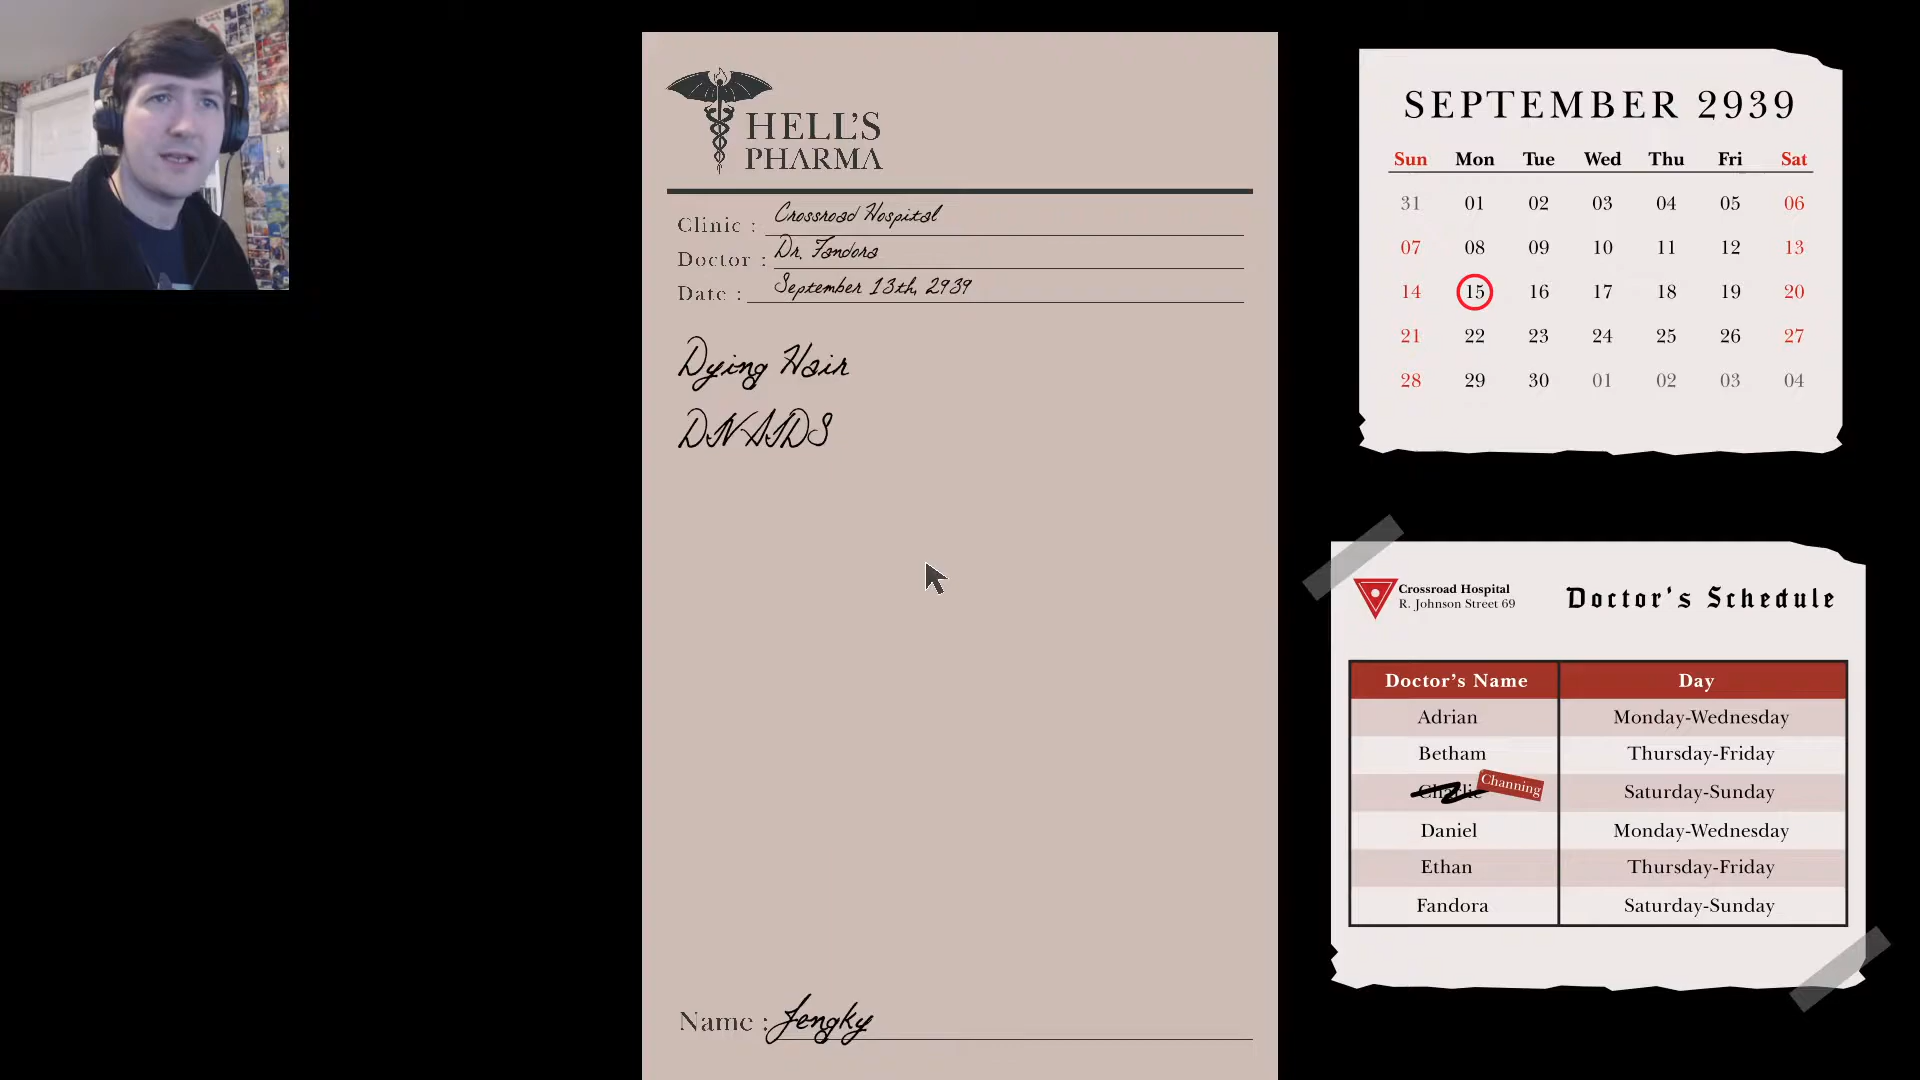 HELL'S
PHARMA
Clinic : Crossroad Hospital
Doctor : Dr. Fandora
Date : September 13th, 2939
Dying Hair
DNAIDS
Name : Jengky
SEPTEMBER 2939
Sun Mon Tue Wed Thu Fri Sat
31 01 02 03 04 05 06
07 08 09 10 11 12 13
14 15 16 17 18 19 20
21 22 23 24 25 26 27
28 29 30 01 02 03 04
Crossroad Hospital
R. Johnson Street 69
Doctor's Schedule
Doctor's Name Day
Adrian Monday-Wednesday
Betham Thursday-Friday
Charlie Channing Saturday-Sunday
Daniel Monday-Wednesday
Ethan Thursday-Friday
Fandora Saturday-Sunday